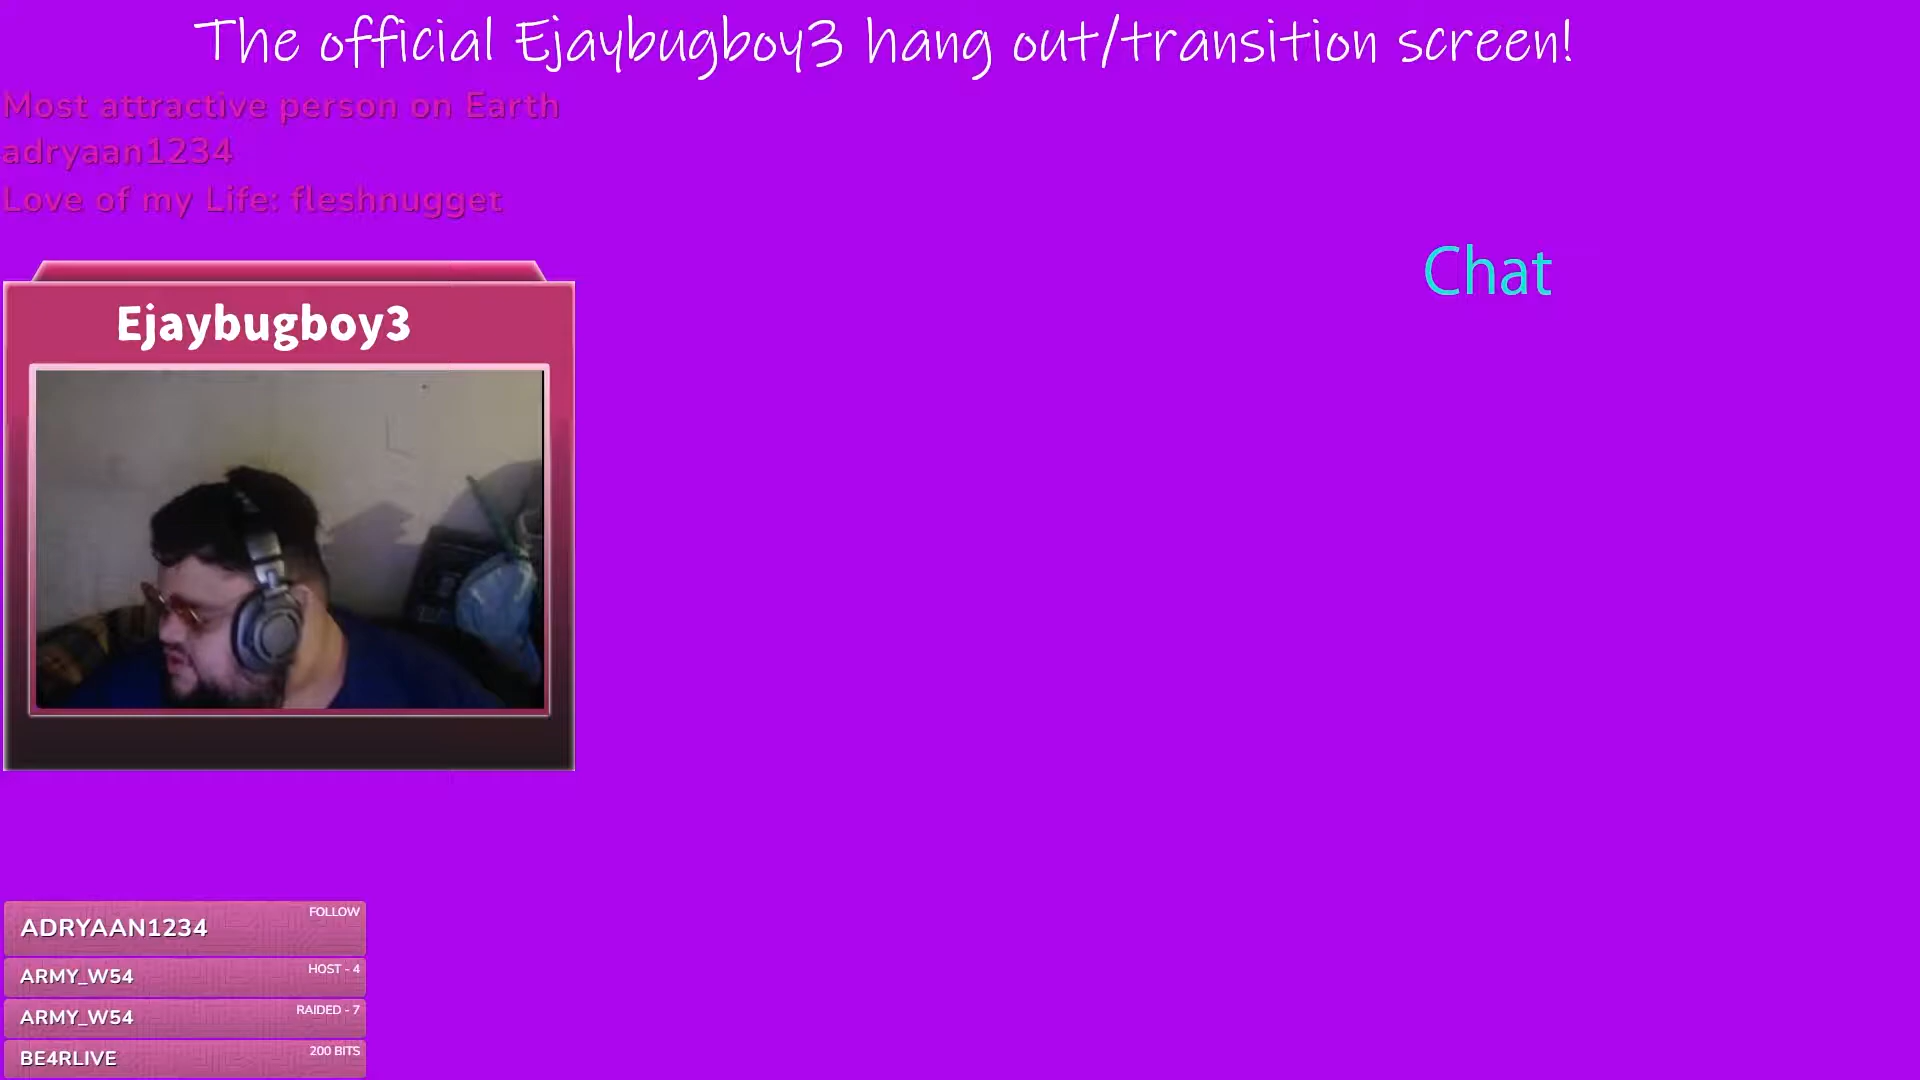 The official Ejaybugboy3 hang out/transition screen!
Most attractive person on Earth
adryaan1234
Love of my Life: fleshnugget
Chat
Ejaybugboy3
ADRYAAN1234 FOLLOW
ARMY_W54 HOST - 4
ARMY_W54 RAIDED - 7
BE4RLIVE 200 BITS